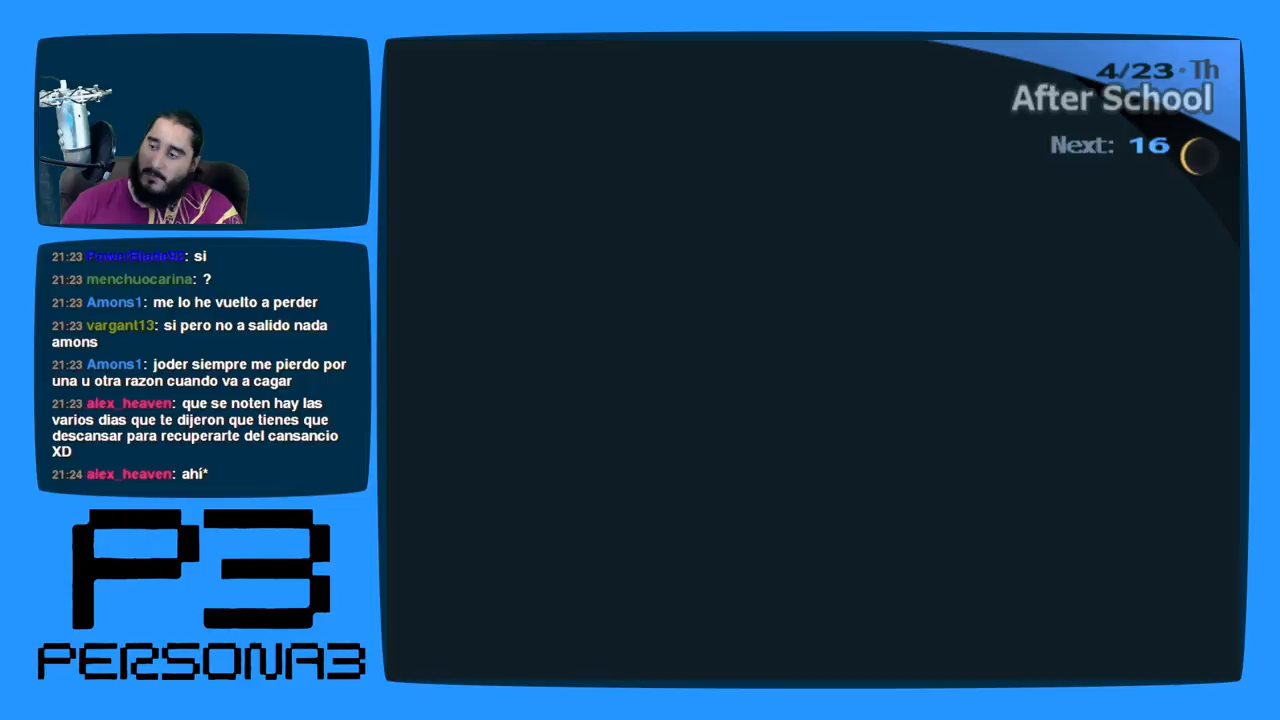 4/23 · Th
After School
Next: 16
21:23 PowerBlade93: si
21:23 menchuocarina: ?
21:23 Amons1: me lo he vuelto a perder
21:23 vargant13: si pero no a salido nada
amons
21:23 Amons1: joder siempre me pierdo por
una u otra razon cuando va a cagar
21:23 alex_heaven: que se noten hay las
varios dias que te dijeron que tienes que
descansar para recuperarte del cansancio
XD
21:24 alex_heaven: ahí*
P3
PERSONA3